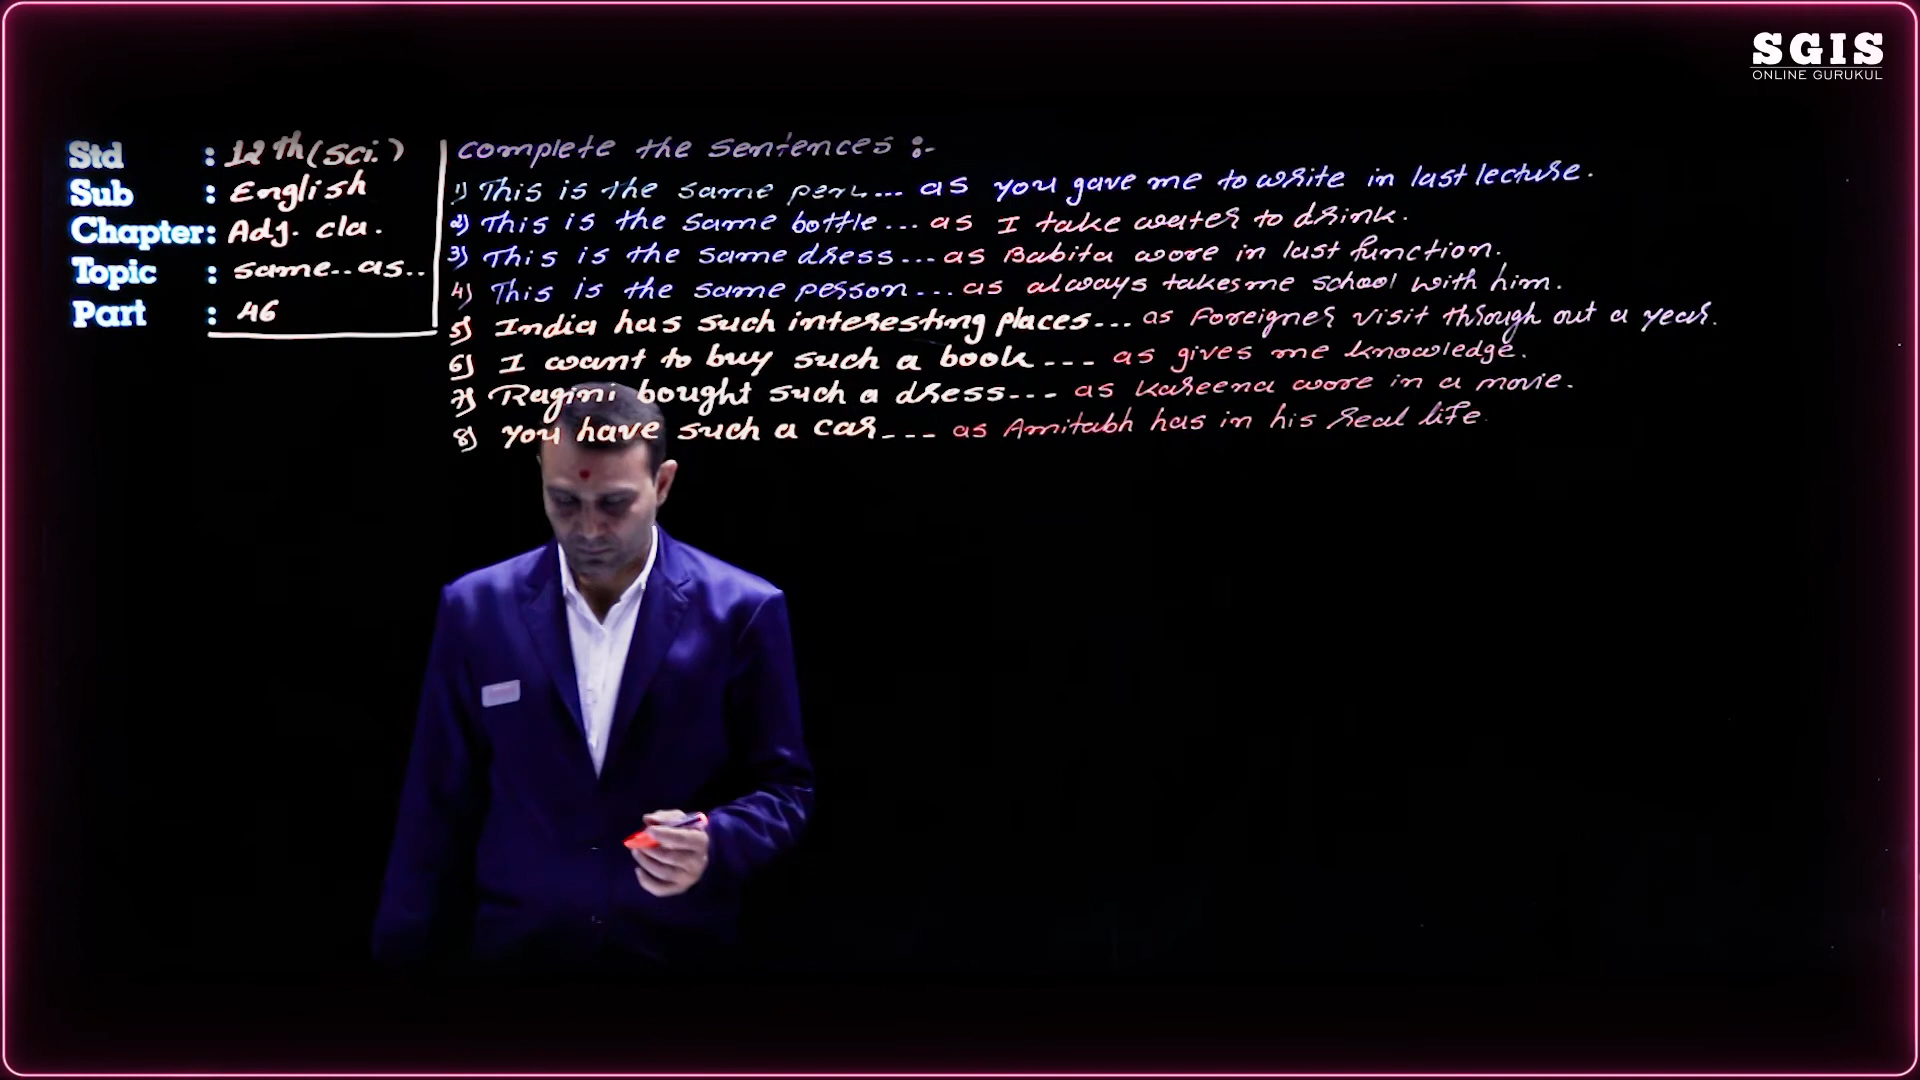 SGIS
ONLINE GURUKUL
Std : 12th (sci.)
Sub : English
Chapter: Adj. cla.
Topic : same..as..
Part : 46
complete the sentences :-
1) This is the same pen... as you gave me to write in last lecture.
2) This is the same bottle... as I take water to drink.
3) This is the same dress... as Babita wore in last function.
4) This is the same person... as always takes me school with him.
5) India has such interesting places... as Foreigner visit through out a year.
6) I want to buy such a book --- as gives me knowledge.
7) Ragini bought such a dress--- as Kareena wore in a movie.
8) you have such a car--- as Amitabh has in his real life.